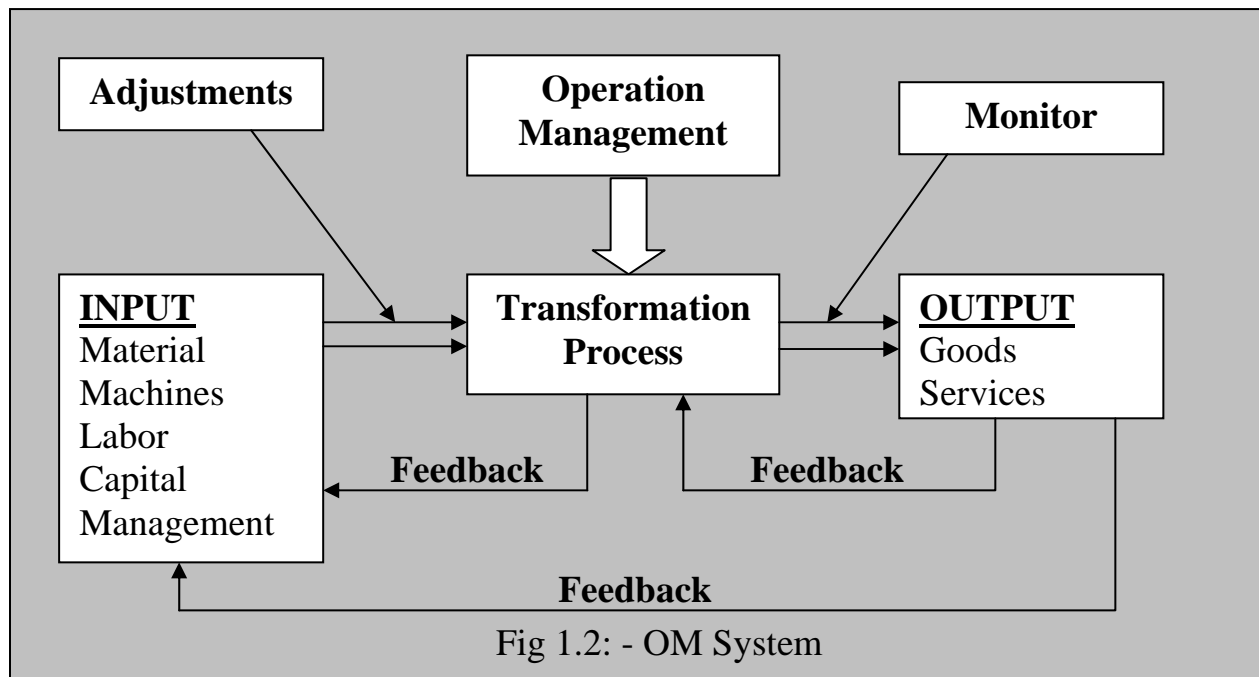 Adjustments
Operation
Management
Monitor
INPUT
Material
Machines
Labor
Capital
Management
Transformation
Process
OUTPUT
Goods
Services
Feedback
Feedback
Feedback
Fig 1.2: - OM System